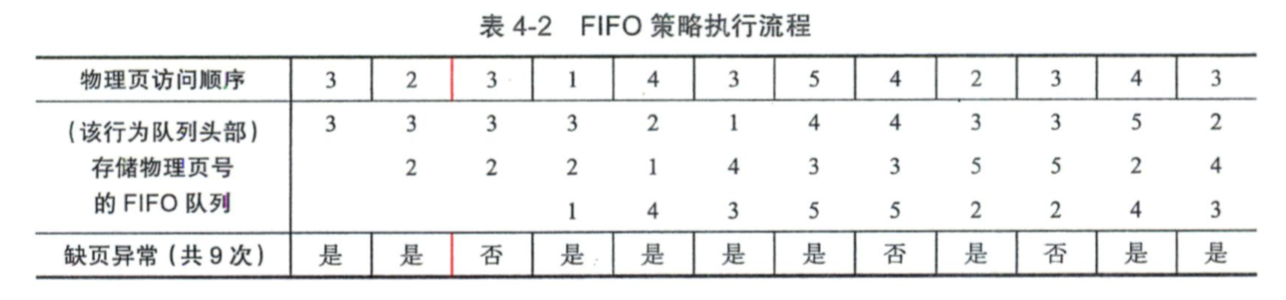 表 4-2 FIFO 策略执行流程
物理页访问顺序 3 2 3 1 4 3 5 4 2 3 4 3
(该行为队列头部) 3 3 3 3 2 1 4 4 3 3 5 2
存储物理页号 2 2 2 1 4 3 3 5 5 2 4
的 FIFO 队列 1 4 3 5 5 2 2 4 3
缺页异常 (共 9 次) 是 是 否 是 是 是 是 否 是 否 是 是